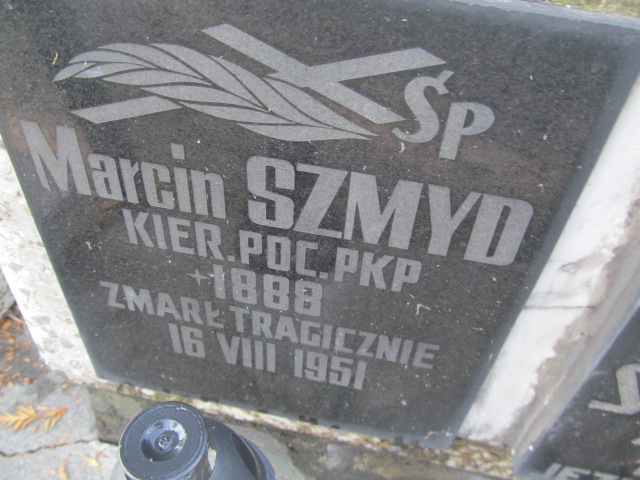 ŚP
Marcin SZMYD
KIER. POC. PKP
1888
ZMARŁ TRAGICZNIE
16 VIII 1951